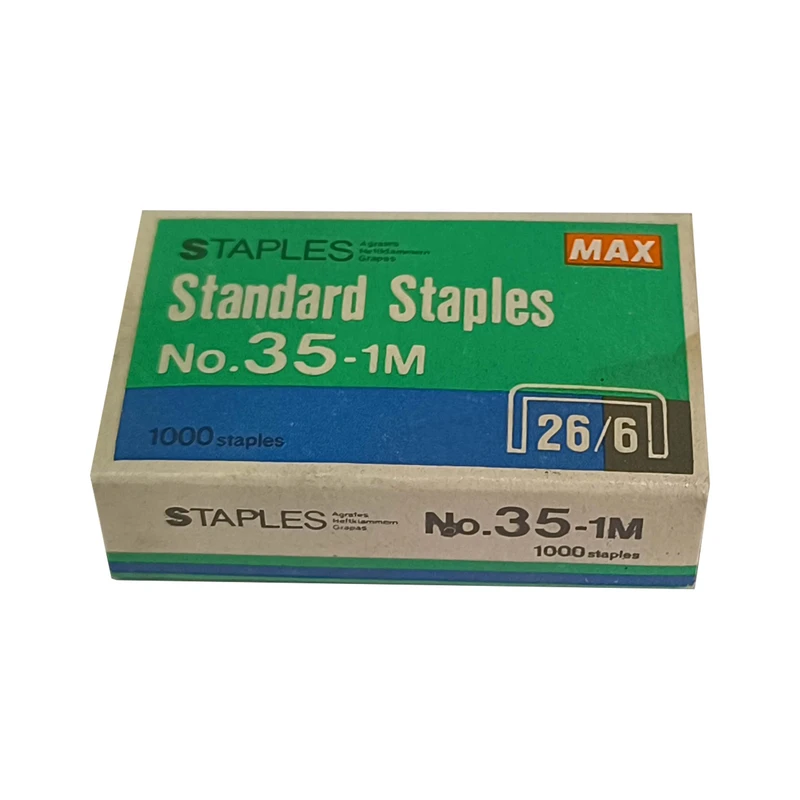 STAPLES
Agrafes
Heftklammern
Grapas
MAX
Standard Staples
No.35-1M
1000 staples
26/6
STAPLES
Agrafes
Heftklammern
Grapas
No.35-1M
1000 staples